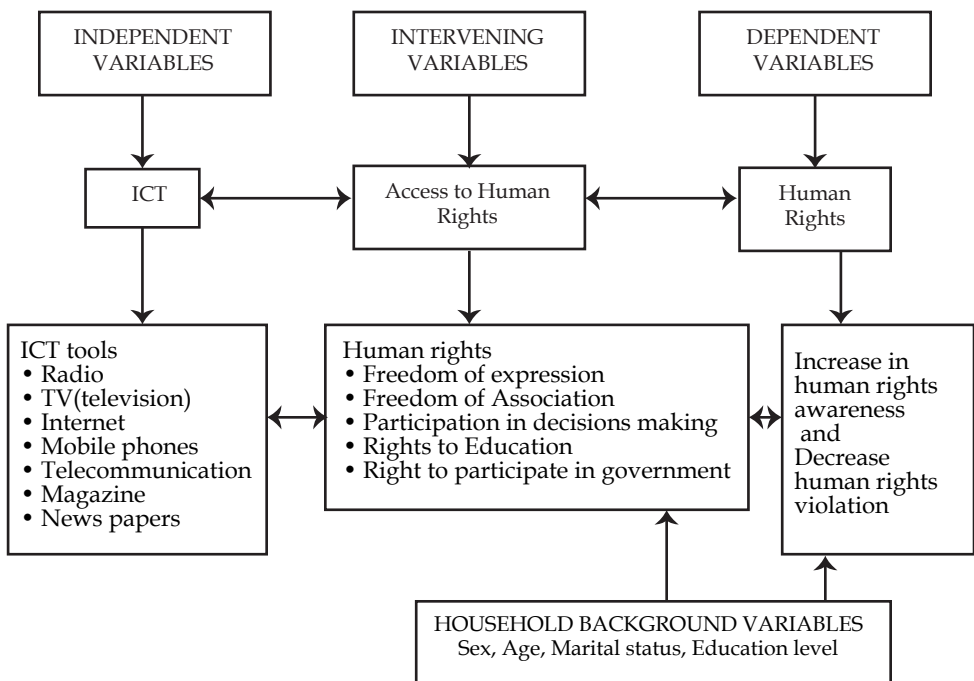 INDEPENDENT
VARIABLES
INTERVENING
VARIABLES
DEPENDENT
VARIABLES
ICT
Access to Human
Rights
Human
Rights
ICT tools
• Radio
• TV(television)
• Internet
• Mobile phones
• Telecommunication
• Magazine
• News papers
Human rights
• Freedom of expression
• Freedom of Association
• Participation in decisions making
• Rights to Education
• Right to participate in government
Increase in
human rights
awareness
and
Decrease
human rights
violation
HOUSEHOLD BACKGROUND VARIABLES
Sex, Age, Marital status, Education level